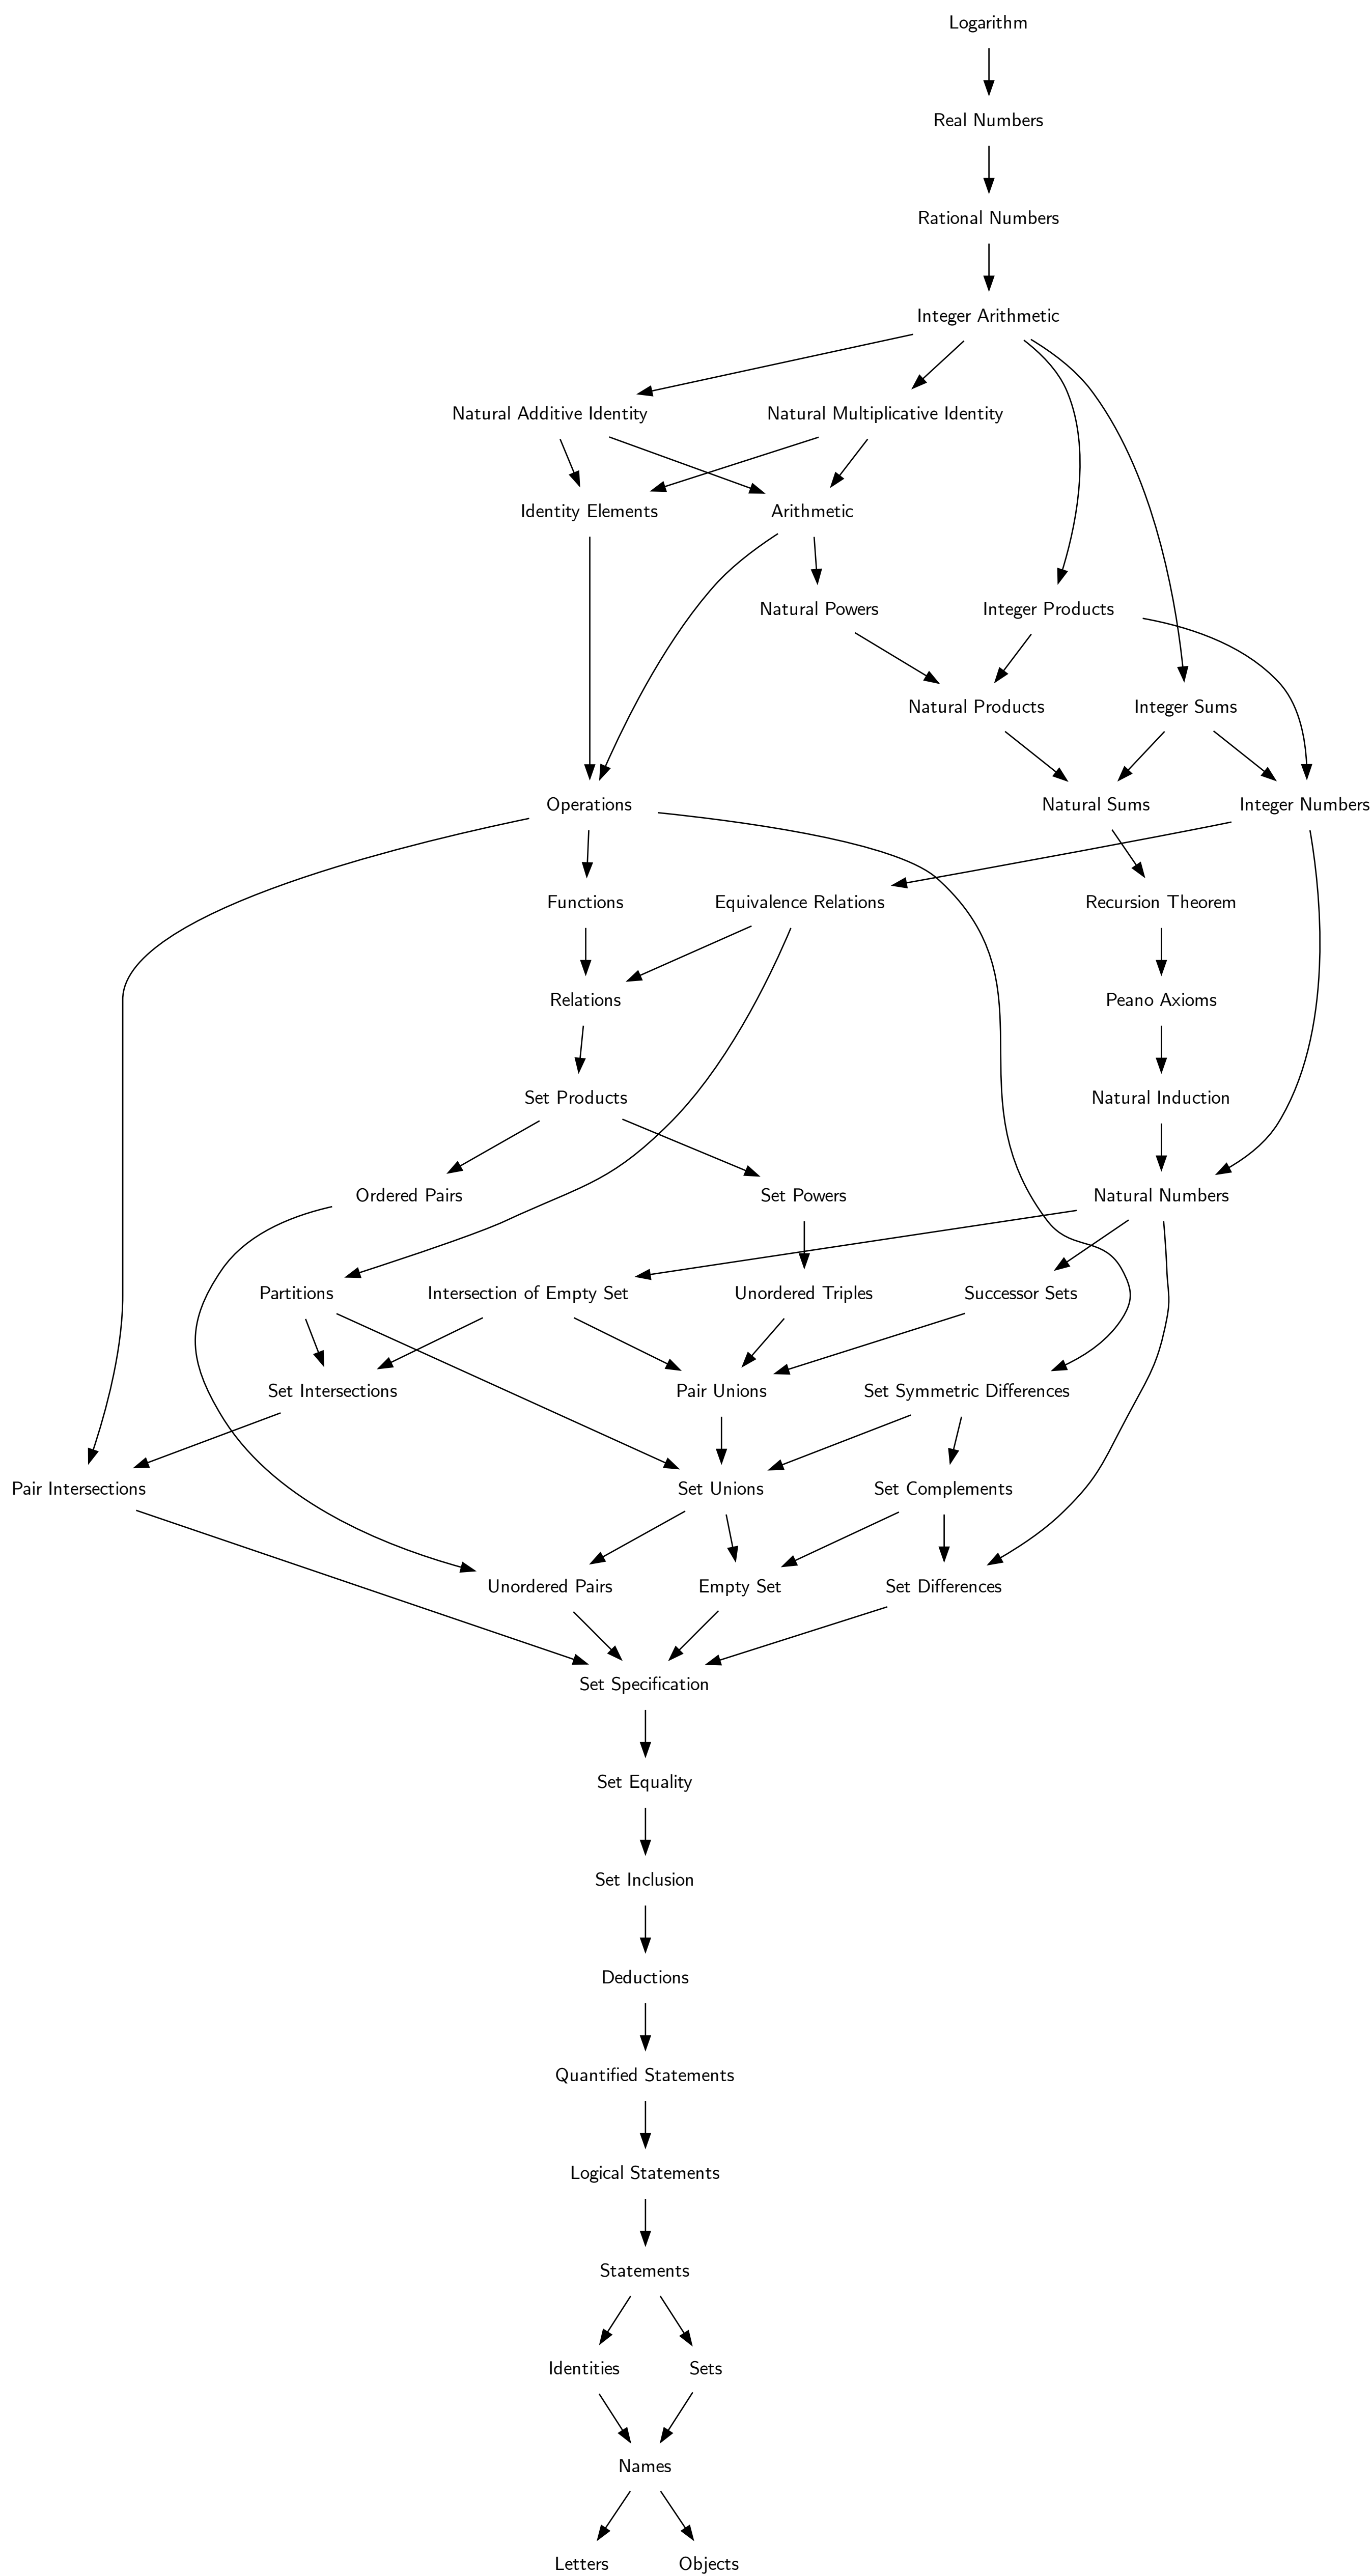 Logarithm
Real Numbers
Rational Numbers
Integer Arithmetic
Natural Additive Identity
Natural Multiplicative Identity
Identity Elements
Arithmetic
Natural Powers
Integer Products
Natural Products
Integer Sums
Operations
Natural Sums
Integer Numbers
Functions
Equivalence Relations
Recursion Theorem
Relations
Peano Axioms
Set Products
Natural Induction
Ordered Pairs
Set Powers
Natural Numbers
Partitions
Intersection of Empty Set
Unordered Triples
Successor Sets
Set Intersections
Pair Unions
Set Symmetric Differences
Pair Intersections
Set Unions
Set Complements
Unordered Pairs
Empty Set
Set Differences
Set Specification
Set Equality
Set Inclusion
Deductions
Quantified Statements
Logical Statements
Statements
Identities
Sets
Names
Letters
Objects